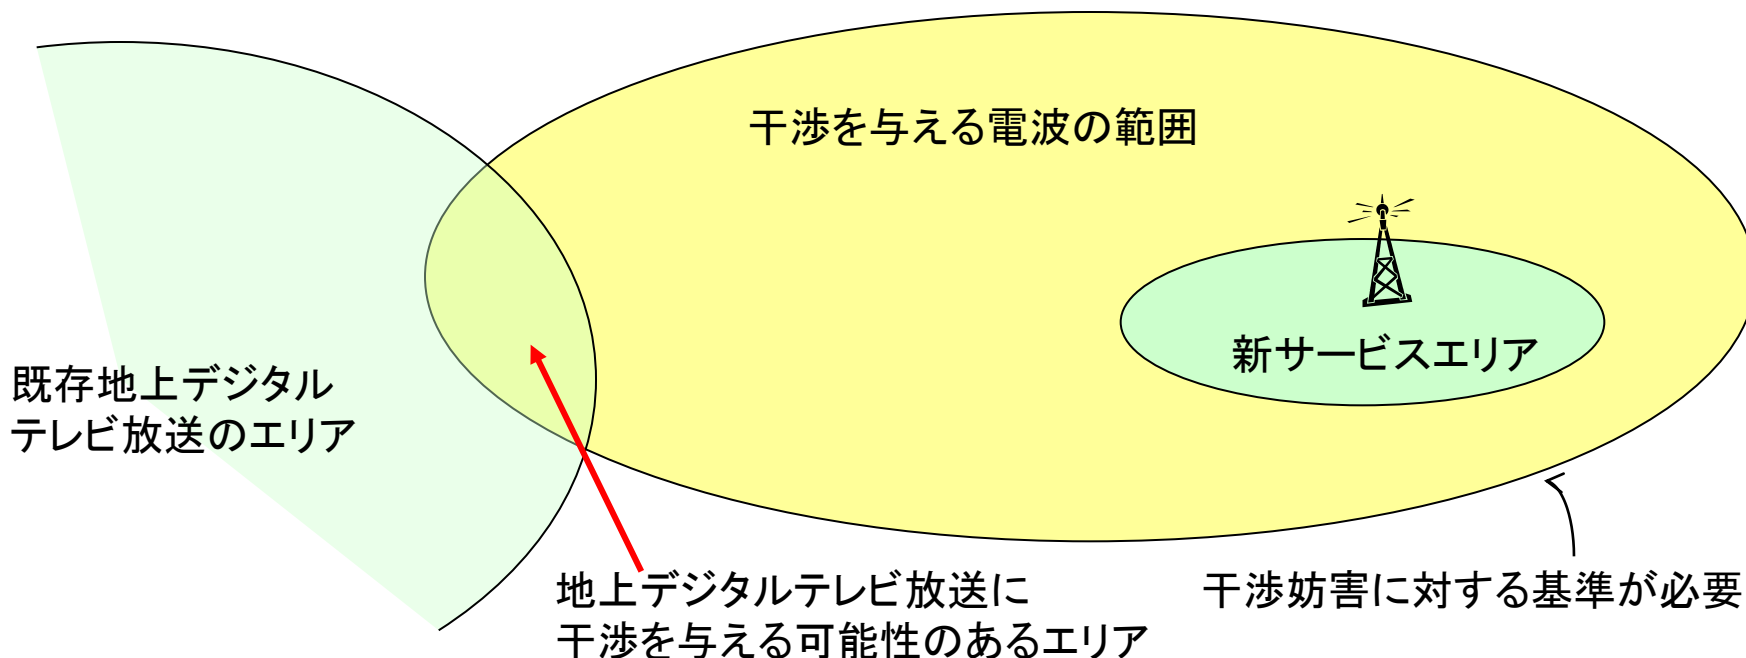 干渉を与える電波の範囲
新サービスエリア
既存地上デジタル
テレビ放送のエリア
地上デジタルテレビ放送に
干渉を与える可能性のあるエリア
干渉妨害に対する基準が必要